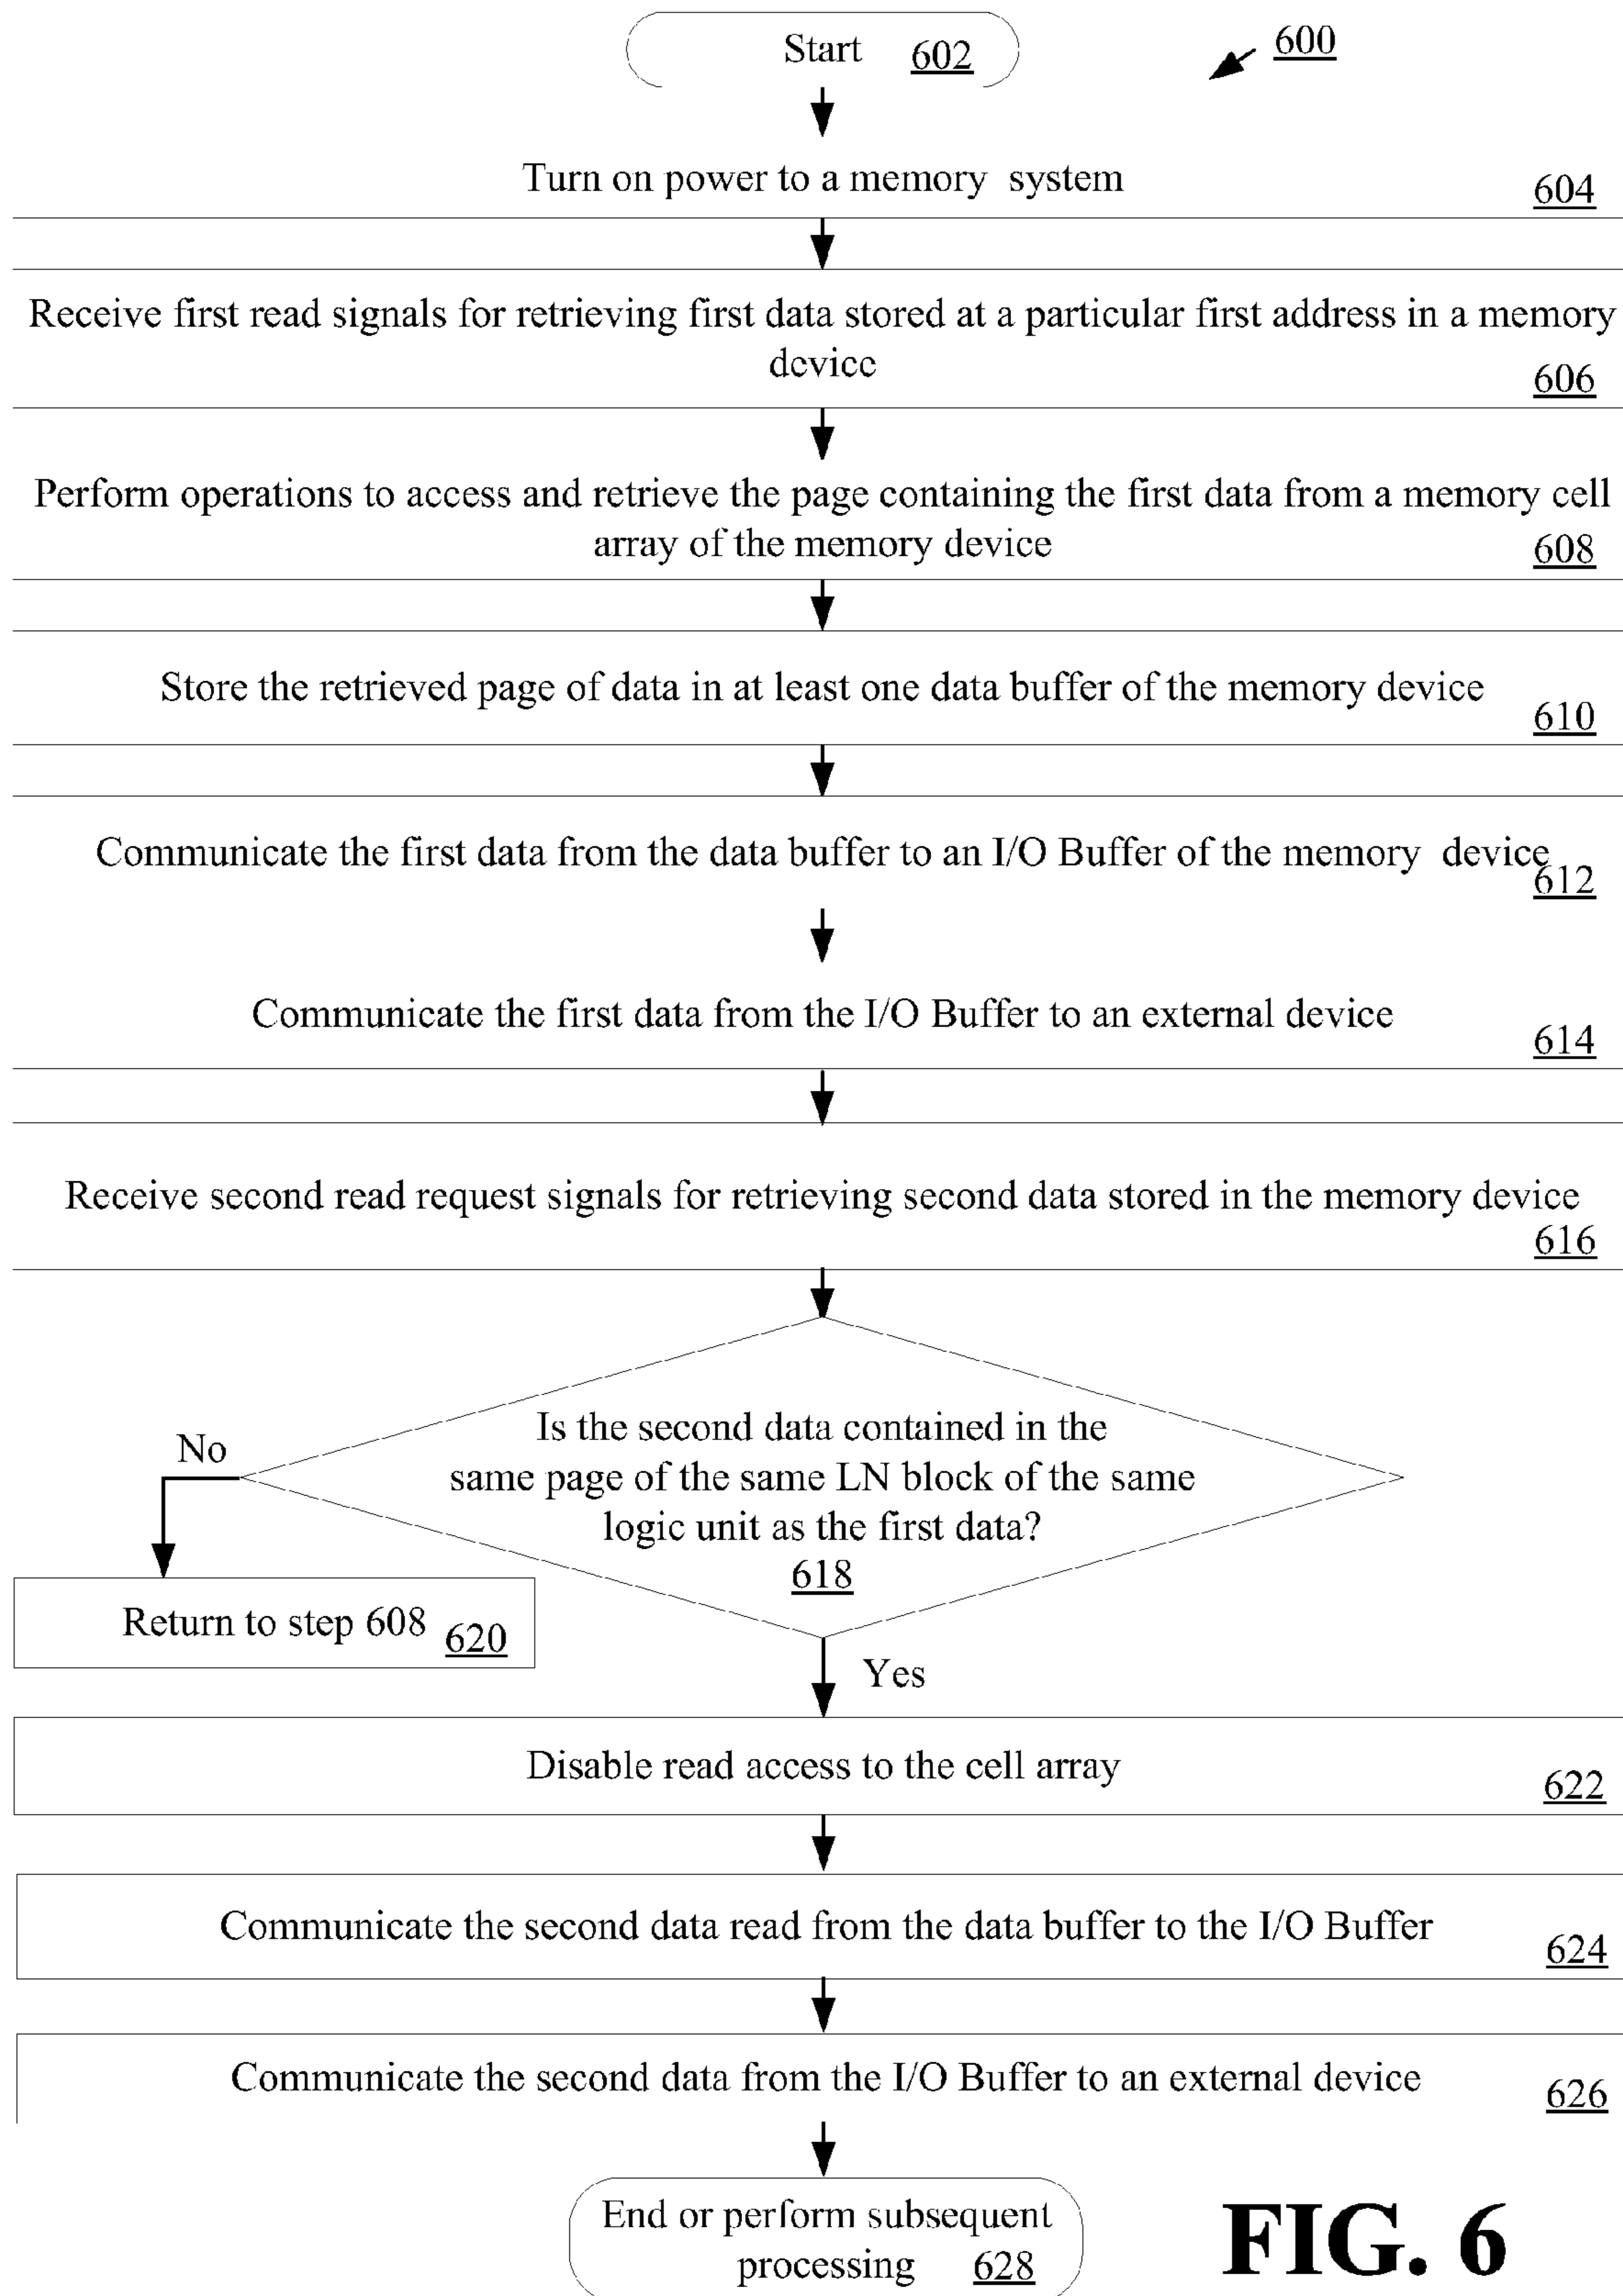 Start 602
600
Turn on power to a memory system
604
Receive first read signals for retrieving first data stored at a particular first address in a memory
device
606
Perform operations to access and retrieve the page containing the first data from a memory cell
array of the memory device
608
Store the retrieved page of data in at least one data buffer of the memory device
610
Communicate the first data from the data buffer to an I/O Buffer of the memory device
612
Communicate the first data from the I/O Buffer to an external device
614
Receive second read request signals for retrieving second data stored in the memory device
616
Is the second data contained in the
same page of the same LN block of the same
logic unit as the first data?
618
No
Return to step 608 620
Yes
Disable read access to the cell array
622
Communicate the second data read from the data buffer to the I/O Buffer
624
Communicate the second data from the I/O Buffer to an external device
626
End or perform subsequent
processing 628
FIG. 6